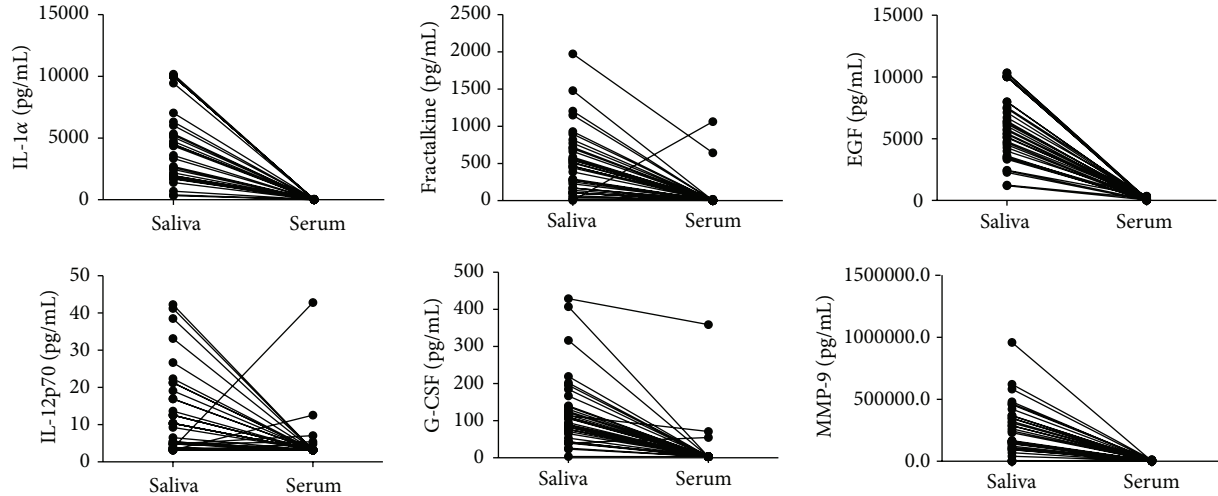 IL-1α (pg/mL)
15000
10000
5000
0
Saliva Serum
Fractalkine (pg/mL)
2500
2000
1500
1000
500
0
Saliva Serum
EGF (pg/mL)
15000
10000
5000
0
Saliva Serum
IL-12p70 (pg/mL)
50
40
30
20
10
0
Saliva Serum
G-CSF (pg/mL)
500
400
300
200
100
0
Saliva Serum
MMP-9 (pg/mL)
1500000.0
1000000.0
500000.0
0.0
Saliva Serum